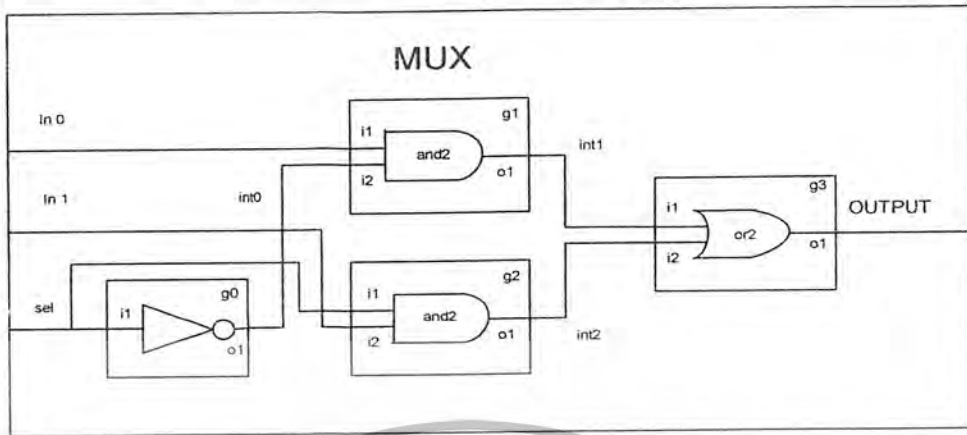 MUX
In 0
g1
i1
and2
i2
o1
int1
In 1
int0
g3
i1
or2
i2
o1
OUTPUT
sel
g0
i1
o1
g2
i1
and2
i2
o1
int2